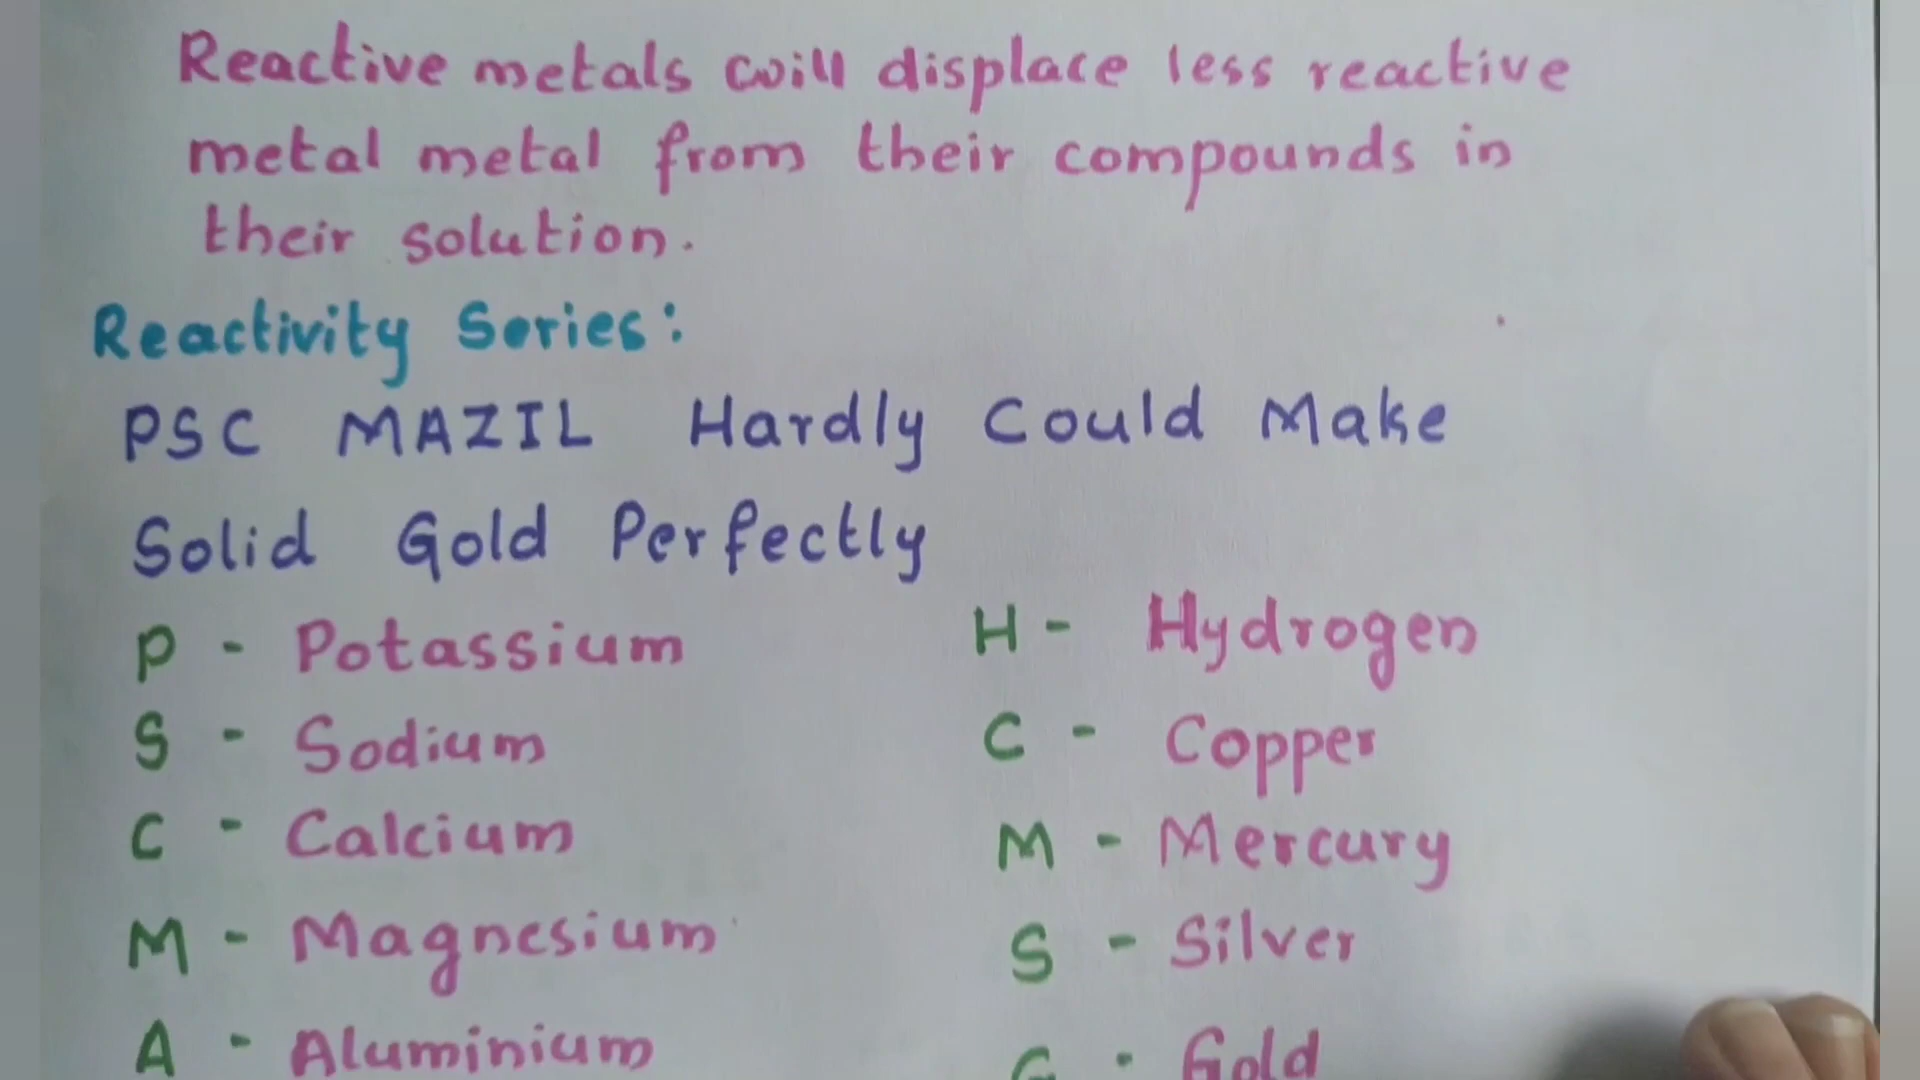 Reactive metals will displace less reactive
metal metal from their compounds in
their solution.
Reactivity Series:
PSC MAZIL Hardly Could Make
Solid Gold Perfectly
P - Potassium
S - Sodium
C - Calcium
M - Magnesium
A - Aluminium
H - Hydrogen
C - Copper
M - Mercury
S - Silver
G - Gold